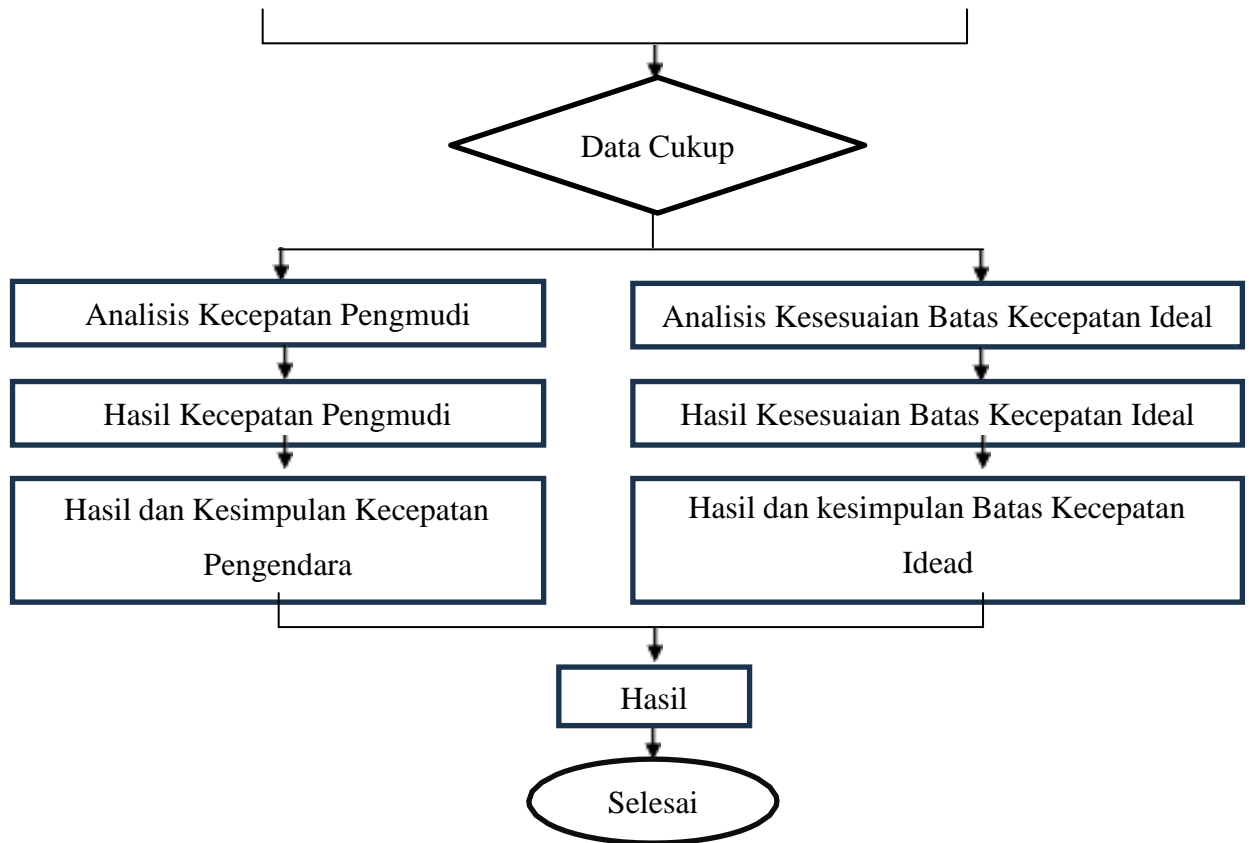 Data Cukup
Analisis Kecepatan Pengmudi
Analisis Kesesuaian Batas Kecepatan Ideal
Hasil Kecepatan Pengmudi
Hasil Kesesuaian Batas Kecepatan Ideal
Hasil dan Kesimpulan Kecepatan
Pengendara
Hasil dan kesimpulan Batas Kecepatan
Idead
Hasil
Selesai